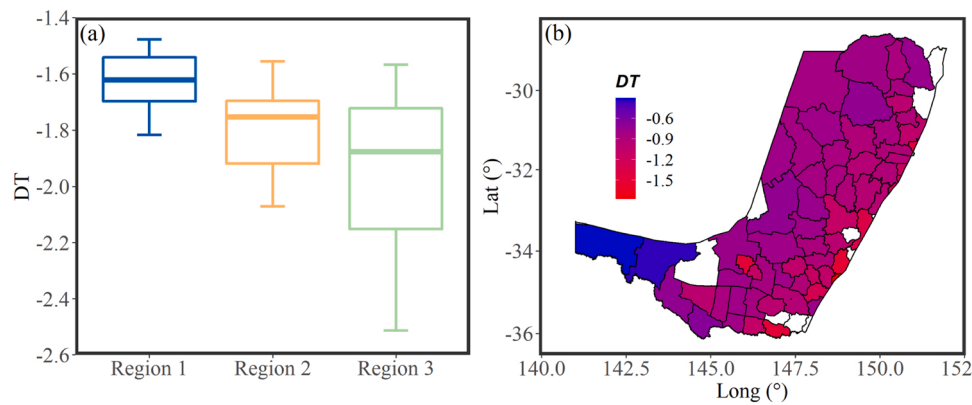 (a)
-1.4
-1.6
-1.8
-2.0
-2.2
-2.4
-2.6
DT
Region 1 Region 2 Region 3
(b)
-30
-32
-34
-36
Lat (°)
DT
-0.6
-0.9
-1.2
-1.5
140.0 142.5 145.0 147.5 150.0 152
Long (°)